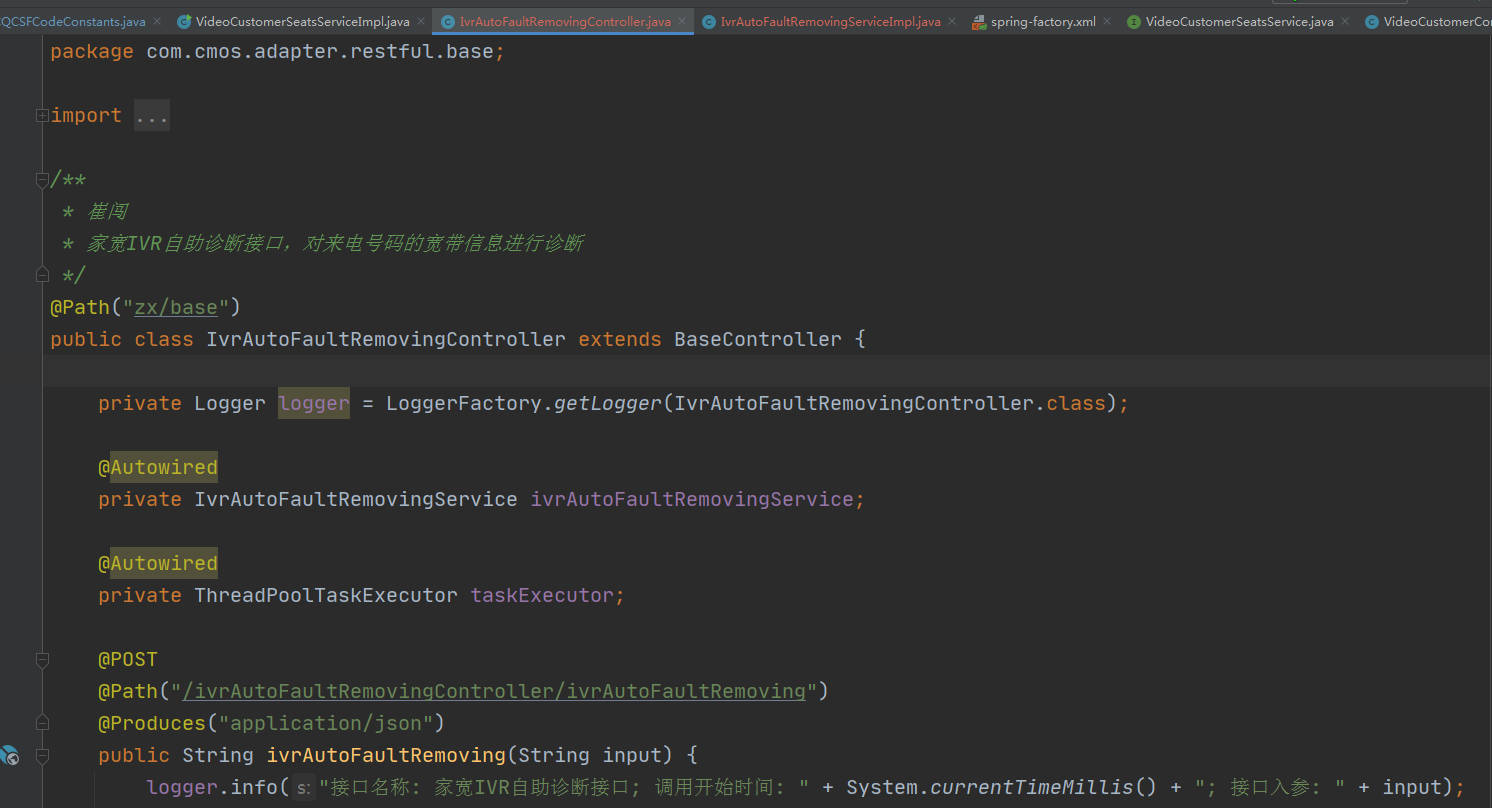 QCSFCodeConstants.java VideoCustomerSeatsServiceImpl.java IvrAutoFaultRemovingController.java IvrAutoFaultRemovingServiceImpl.java spring-factory.xml VideoCustomerSeatsService.java VideoCustomerCon
package com.cmos.adapter.restful.base;
import ...
/**
* 崔闯
* 家宽IVR自助诊断接口，对来电号码的宽带信息进行诊断
*/
@Path("zx/base")
public class IvrAutoFaultRemovingController extends BaseController {
private Logger logger = LoggerFactory.getLogger(IvrAutoFaultRemovingController.class);
@Autowired
private IvrAutoFaultRemovingService ivrAutoFaultRemovingService;
@Autowired
private ThreadPoolTaskExecutor taskExecutor;
@POST
@Path("/ivrAutoFaultRemovingController/ivrAutoFaultRemoving")
@Produces("application/json")
public String ivrAutoFaultRemoving(String input) {
logger.info( s: "接口名称: 家宽IVR自助诊断接口; 调用开始时间: " + System.currentTimeMillis() + "; 接口入参: " + input);